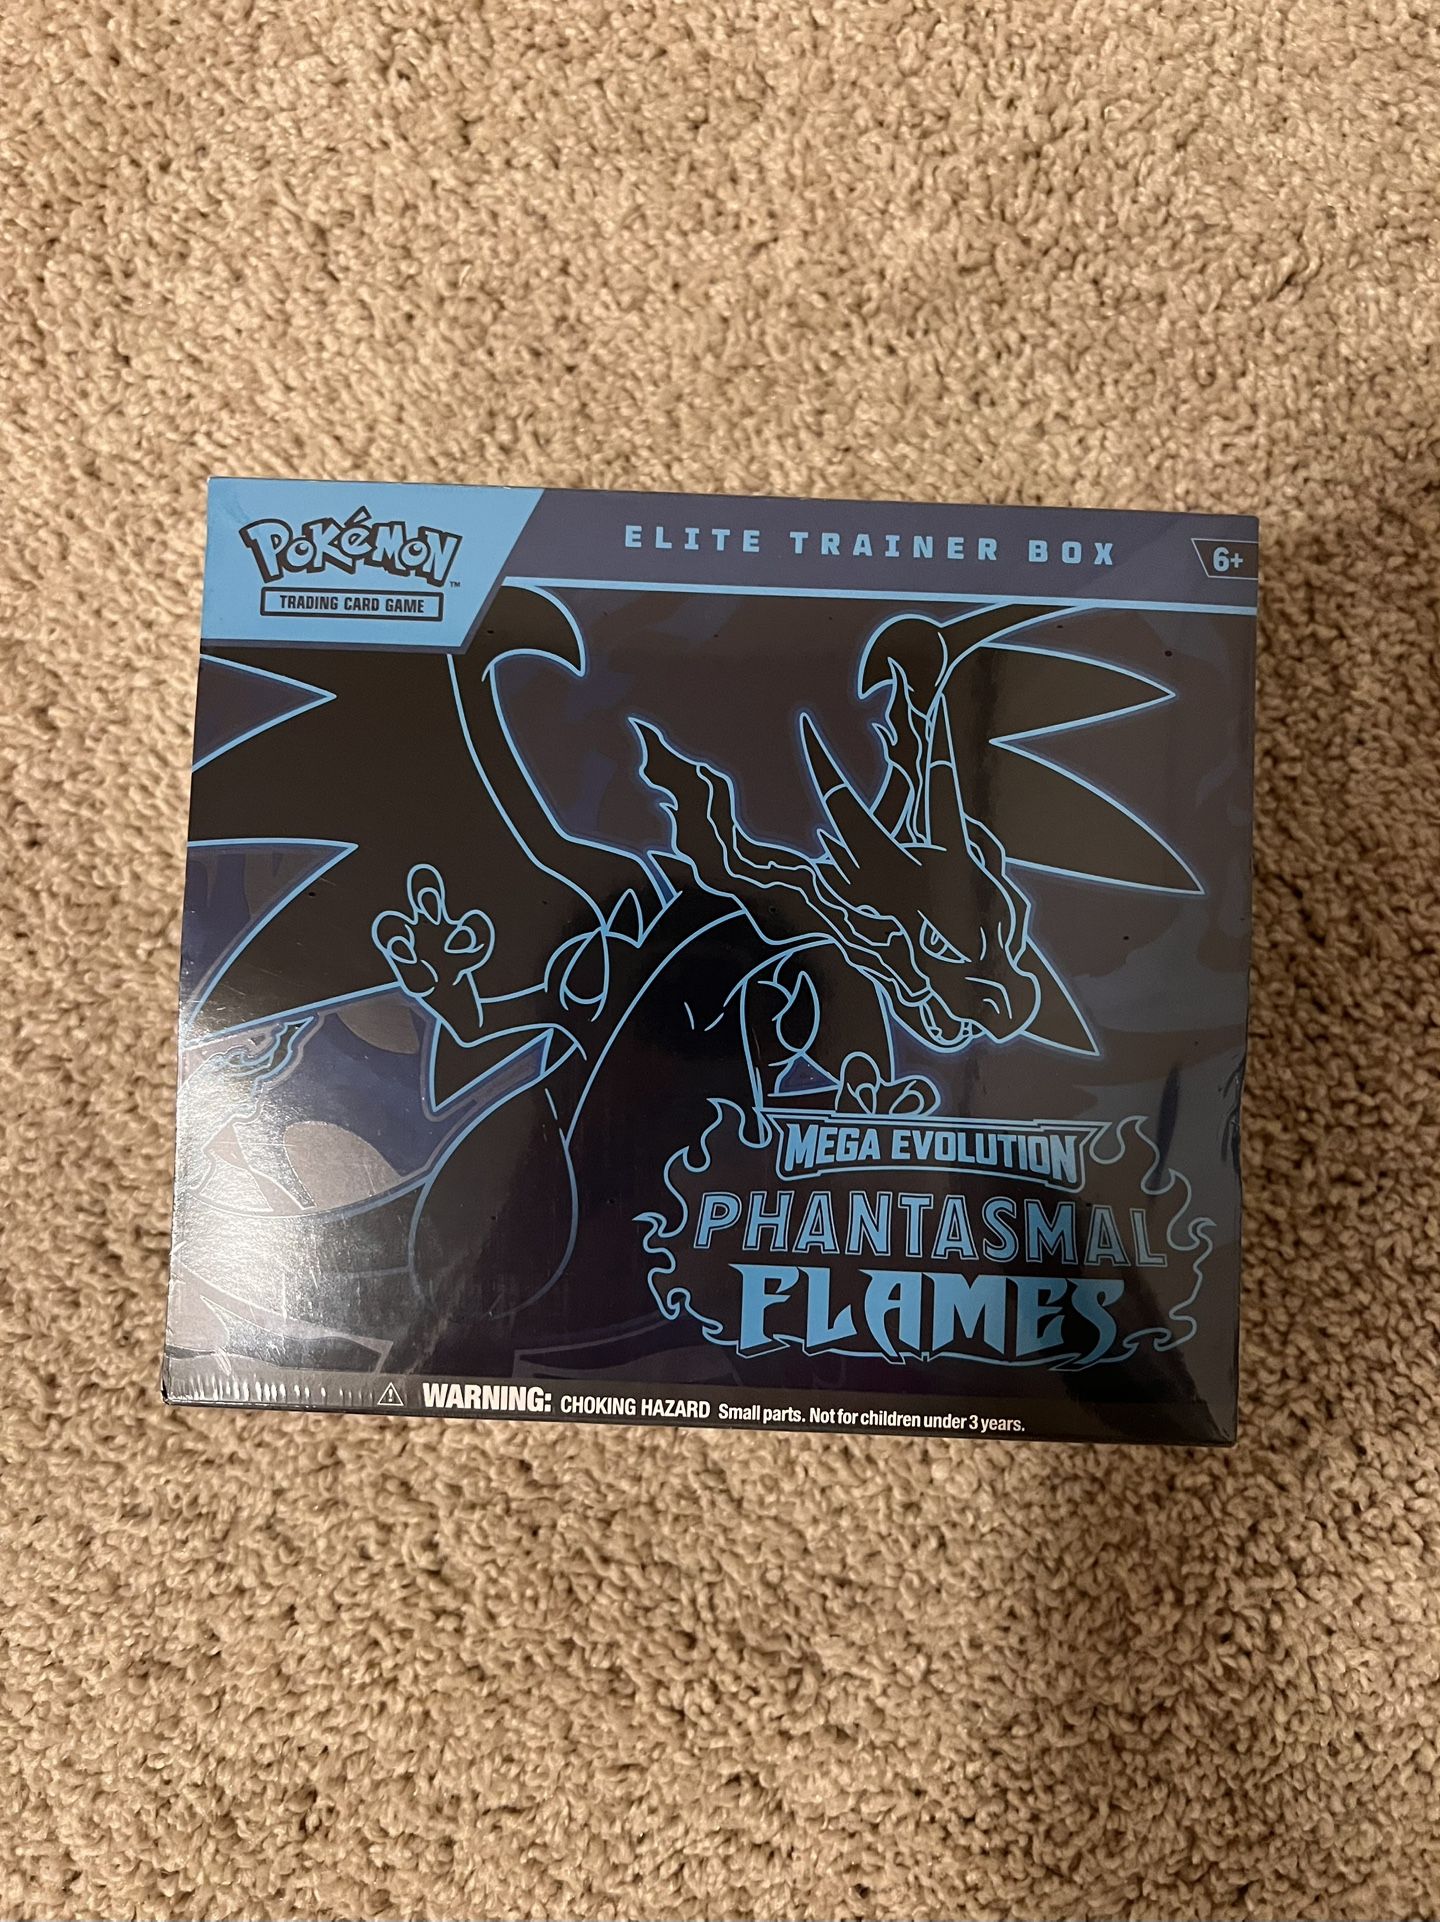 POKéMON™
TRADING CARD GAME
ELITE TRAINER BOX
6+
MEGA EVOLUTION
PHANTASMAL
FLAMES
WARNING: CHOKING HAZARD Small parts. Not for children under 3 years.